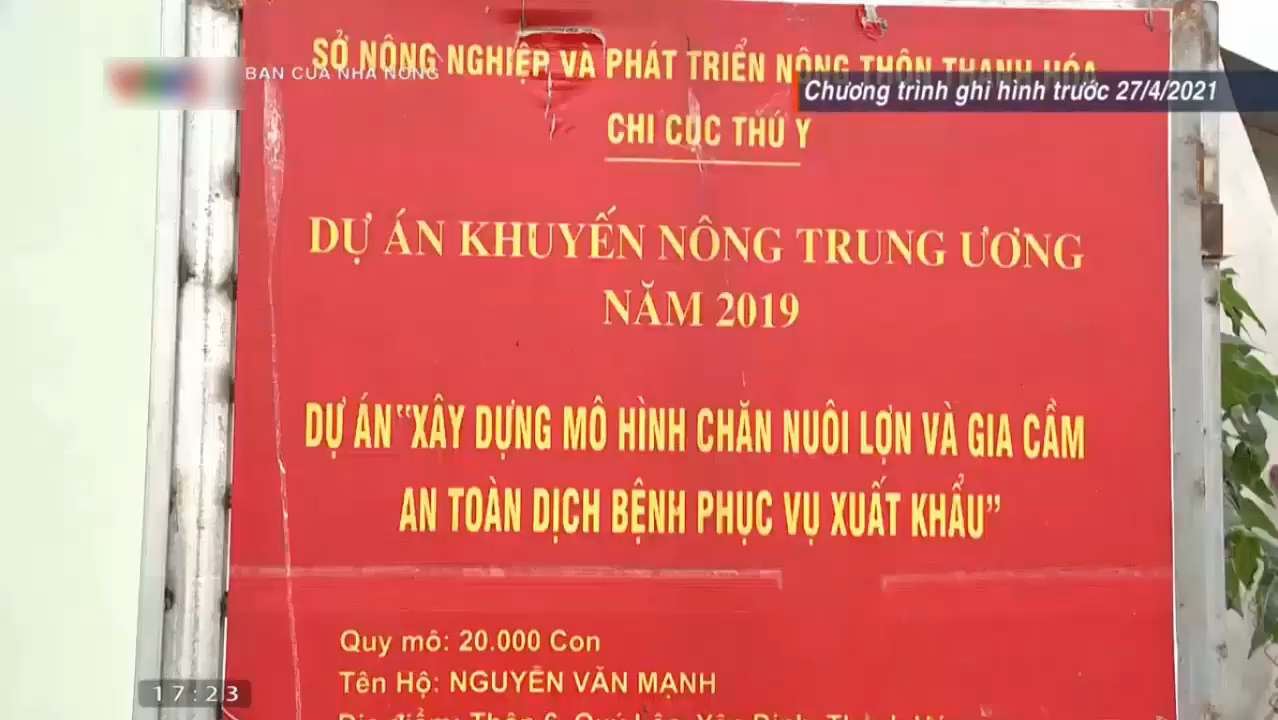 SỞ NÔNG NGHIỆP VÀ PHÁT TRIỂN NÔNG THÔN THANH HÓA
BẠN CỦA NHÀ NÔNG
Chương trình ghi hình trước 27/4/2021
CHI CỤC THÚ Y
DỰ ÁN KHUYẾN NÔNG TRUNG ƯƠNG
NĂM 2019
DỰ ÁN "XÂY DỰNG MÔ HÌNH CHĂN NUÔI LỢN VÀ GIA CẦM
AN TOÀN DỊCH BỆNH PHỤC VỤ XUẤT KHẨU"
Quy mô: 20.000 Con
Tên Hộ: NGUYỄN VĂN MẠNH
17:23